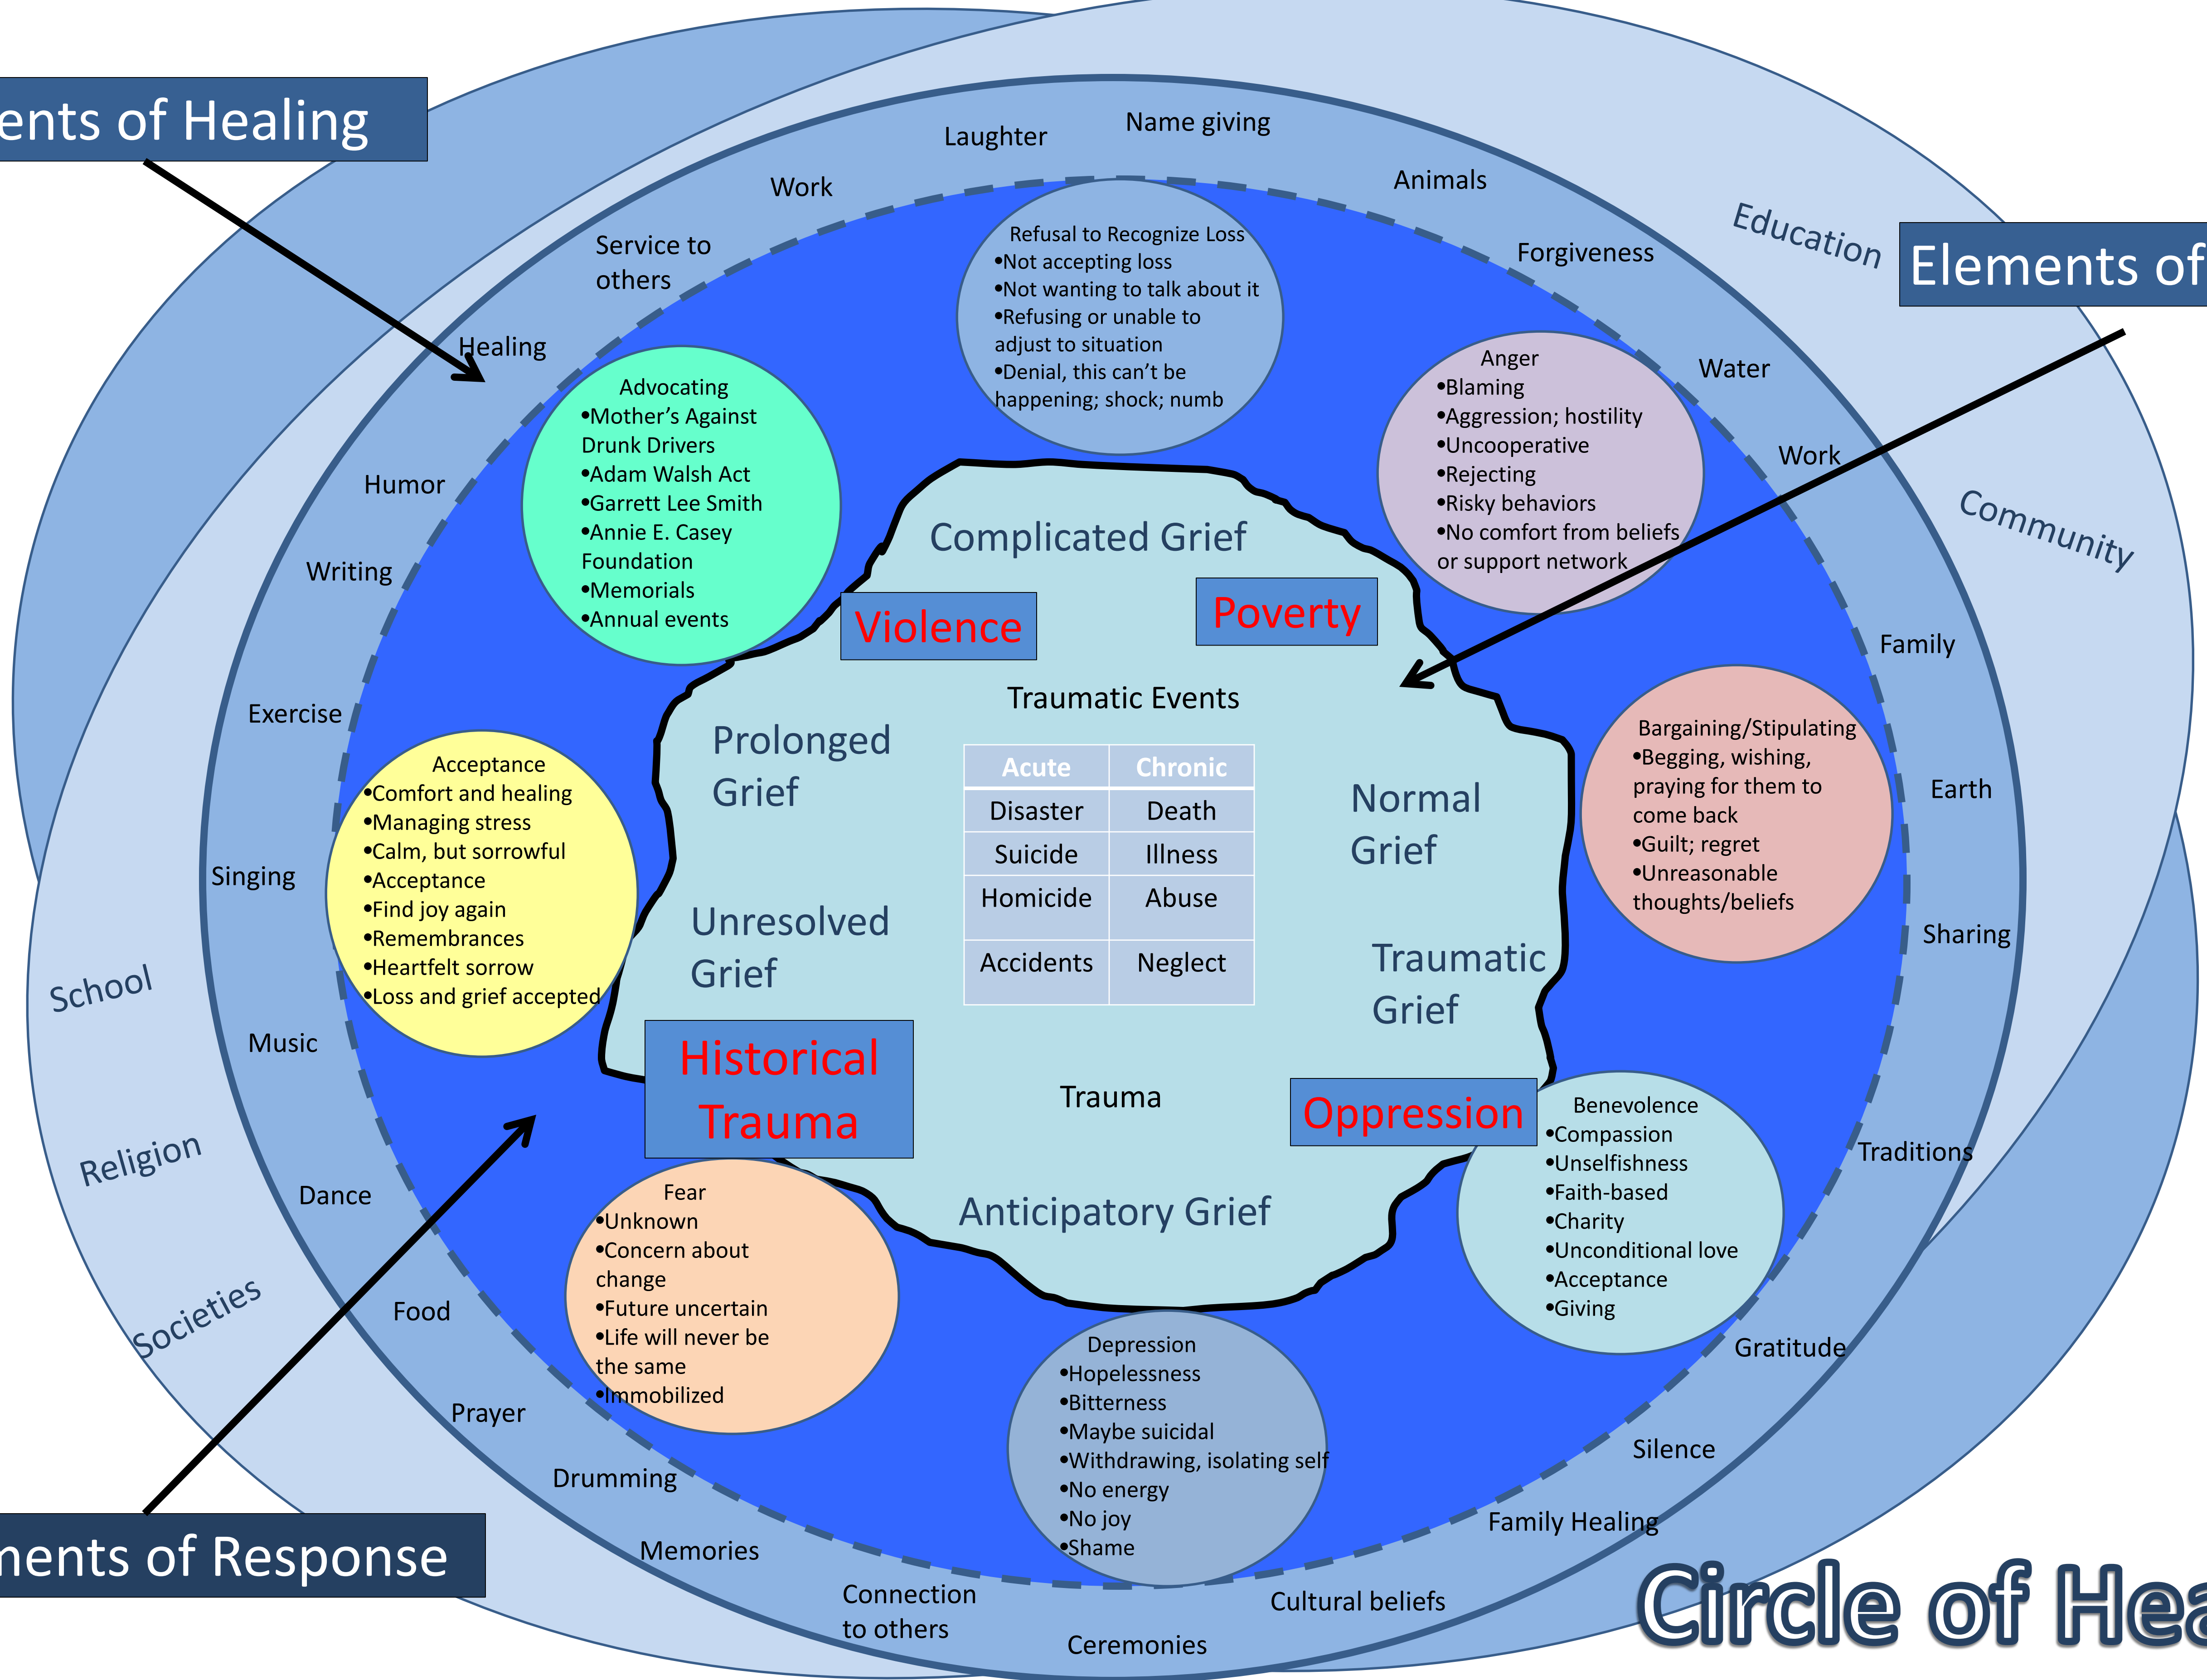 ents of Healing
Elements of
ments of Response
Circle of Hea
Education
Community
School
Religion
Societies
Laughter
Name giving
Animals
Forgiveness
Water
Work
Family
Earth
Sharing
Traditions
Gratitude
Silence
Family Healing
Cultural beliefs
Ceremonies
Connection
to others
Memories
Drumming
Prayer
Food
Dance
Music
Singing
Exercise
Writing
Humor
Healing
Service to
others
Work
Refusal to Recognize Loss
•Not accepting loss
•Not wanting to talk about it
•Refusing or unable to
adjust to situation
•Denial, this can’t be
happening; shock; numb
Anger
•Blaming
•Aggression; hostility
•Uncooperative
•Rejecting
•Risky behaviors
•No comfort from beliefs
or support network
Bargaining/Stipulating
•Begging, wishing,
praying for them to
come back
•Guilt; regret
•Unreasonable
thoughts/beliefs
Benevolence
•Compassion
•Unselfishness
•Faith-based
•Charity
•Unconditional love
•Acceptance
•Giving
Depression
•Hopelessness
•Bitterness
•Maybe suicidal
•Withdrawing, isolating self
•No energy
•No joy
•Shame
Fear
•Unknown
•Concern about
change
•Future uncertain
•Life will never be
the same
•Immobilized
Acceptance
•Comfort and healing
•Managing stress
•Calm, but sorrowful
•Acceptance
•Find joy again
•Remembrances
•Heartfelt sorrow
•Loss and grief accepted
Advocating
•Mother’s Against
Drunk Drivers
•Adam Walsh Act
•Garrett Lee Smith
•Annie E. Casey
Foundation
•Memorials
•Annual events
Complicated Grief
Violence
Poverty
Traumatic Events
Prolonged
Grief
Normal
Grief
Acute Chronic
Disaster Death
Suicide Illness
Homicide Abuse
Accidents Neglect
Unresolved
Grief
Traumatic
Grief
Historical
Trauma
Trauma
Oppression
Anticipatory Grief